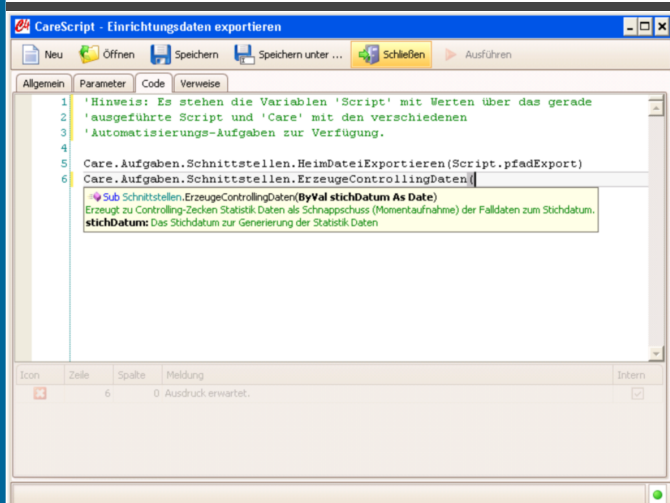 C4 CareScript - Einrichtungsdaten exportieren
Neu Öffnen Speichern Speichern unter ... Schließen Ausführen
Allgemein Parameter Code Verweise
1 'Hinweis: Es stehen die Variablen 'Script' mit Werten über das gerade
2 'ausgeführte Script und 'Care' mit den verschiedenen
3 'Automatisierungs-Aufgaben zur Verfügung.
4
5 Care.Aufgaben.Schnittstellen.HeimDateiExportieren(Script.pfadExport)
6 Care.Aufgaben.Schnittstellen.ErzeugeControllingDaten(
Sub Schnittstellen.ErzeugeControllingDaten(ByVal stichDatum As Date)
Erzeugt zu Controlling-Zecken Statistik Daten als Schnappschuss (Momentaufnahme) der Falldaten zum Stichdatum.
stichDatum: Das Stichdatum zur Generierung der Statistik Daten
Icon Zeile Spalte Meldung Intern
6 0 Ausdruck erwartet.